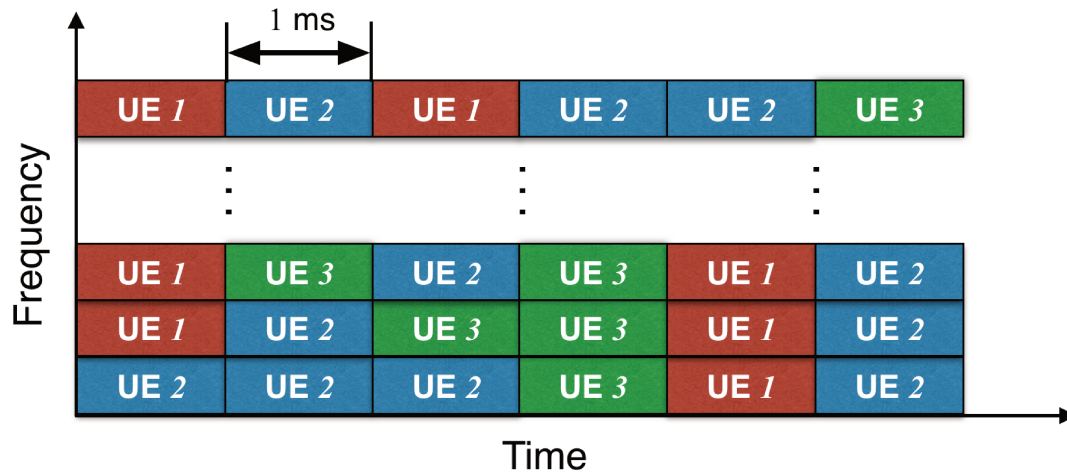 1 ms
UE 1 UE 2 UE 1 UE 2 UE 2 UE 3
UE 1 UE 3 UE 2 UE 3 UE 1 UE 2
UE 1 UE 2 UE 3 UE 3 UE 1 UE 2
UE 2 UE 2 UE 2 UE 3 UE 1 UE 2
Frequency
Time